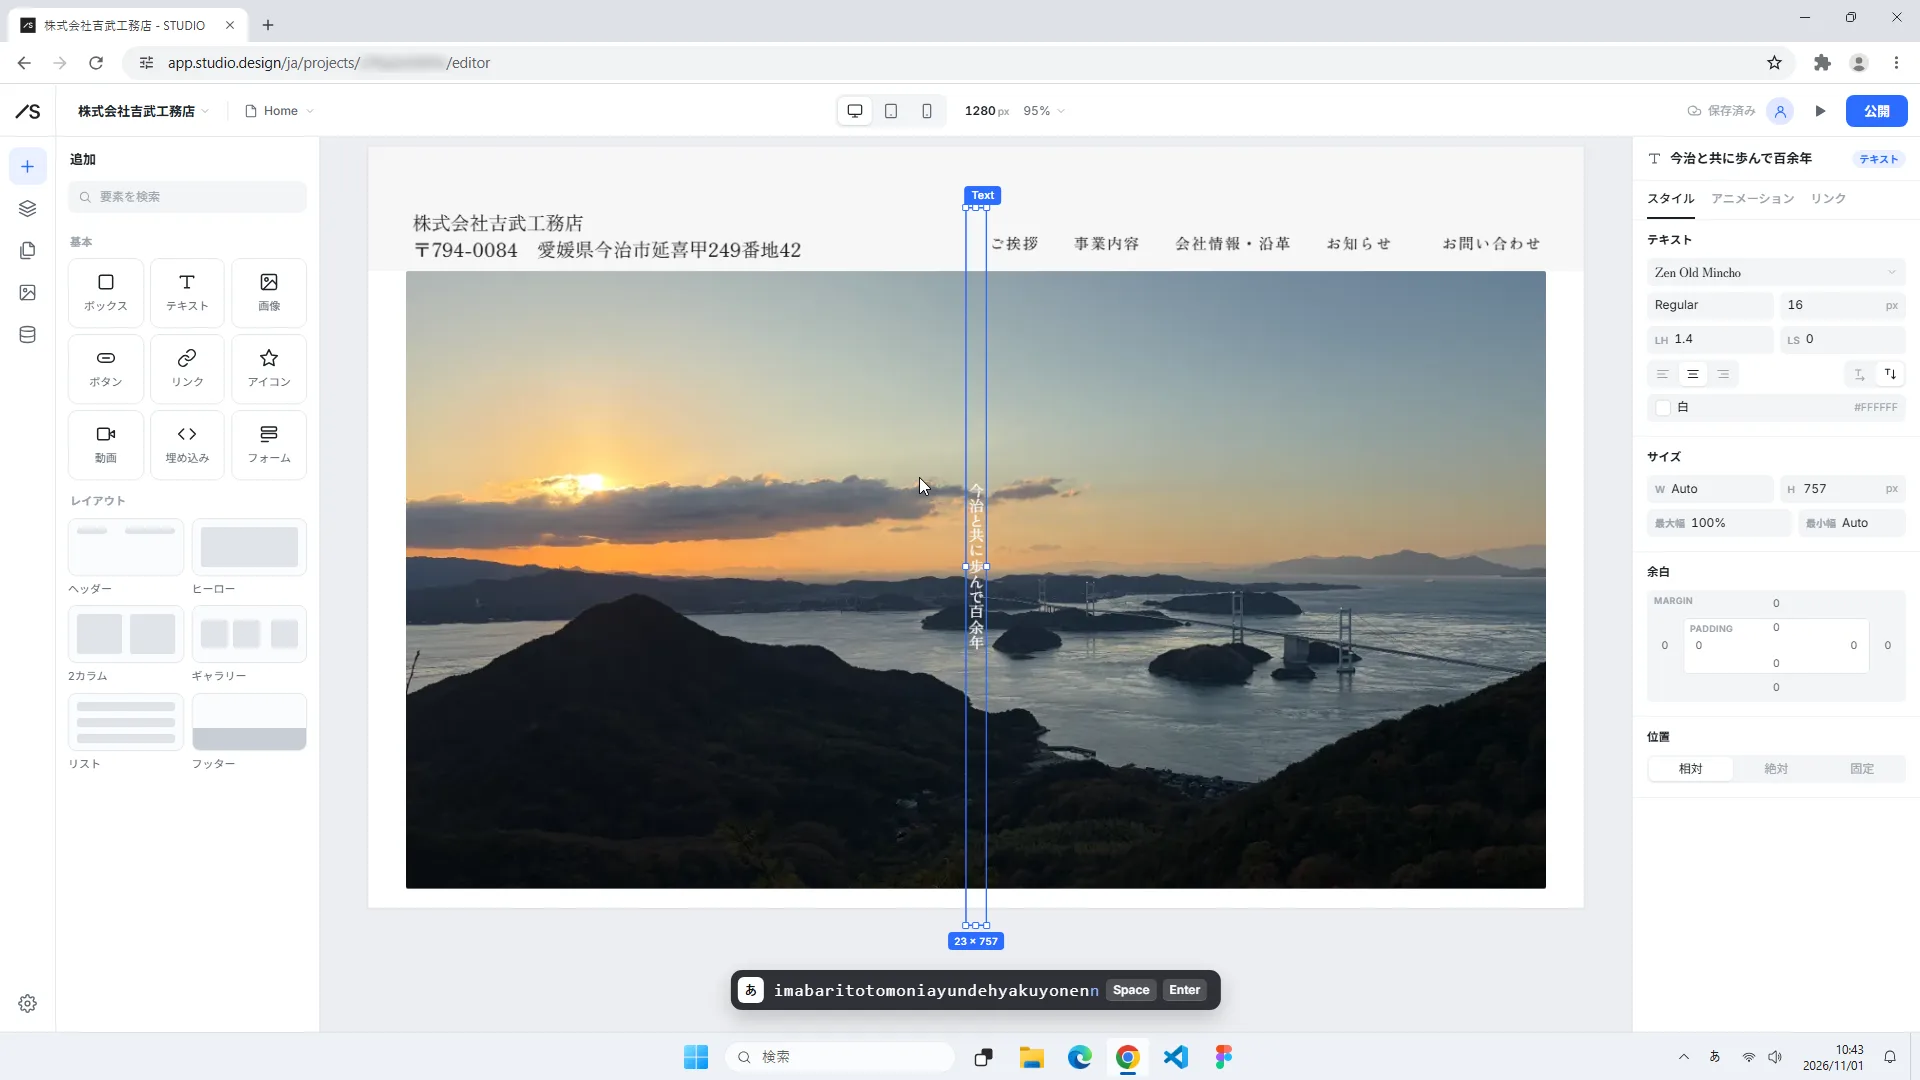 株式会社吉武工務店 - STUDIO
app.studio.design/ja/projects/
/editor
株式会社吉武工務店
Home
1280 px
95%
保存済み
公開
追加
要素を検索
基本
ボックス
テキスト
画像
ボタン
リンク
アイコン
動画
埋め込み
フォーム
レイアウト
ヘッダー
ヒーロー
2カラム
ギャラリー
リスト
フッター
Text
株式会社吉武工務店
〒794-0084　愛媛県今治市延喜甲249番地42
ご挨拶
事業内容
会社情報・沿革
お知らせ
お問い合わせ
今治と共に歩んで百余年
23 × 757
あ imabaritotomoniayundehyakuyonenn Space Enter
今治と共に歩んで百余年
テキスト
スタイル
アニメーション
リンク
テキスト
Zen Old Mincho
Regular
16 px
LH 1.4
LS 0
白
#FFFFFF
サイズ
W Auto
H 757 px
最大幅 100%
最小幅 Auto
余白
MARGIN
0
PADDING
0
0
0
0
0
0
0
位置
相対
絶対
固定
検索
あ
10:43
2026/11/01